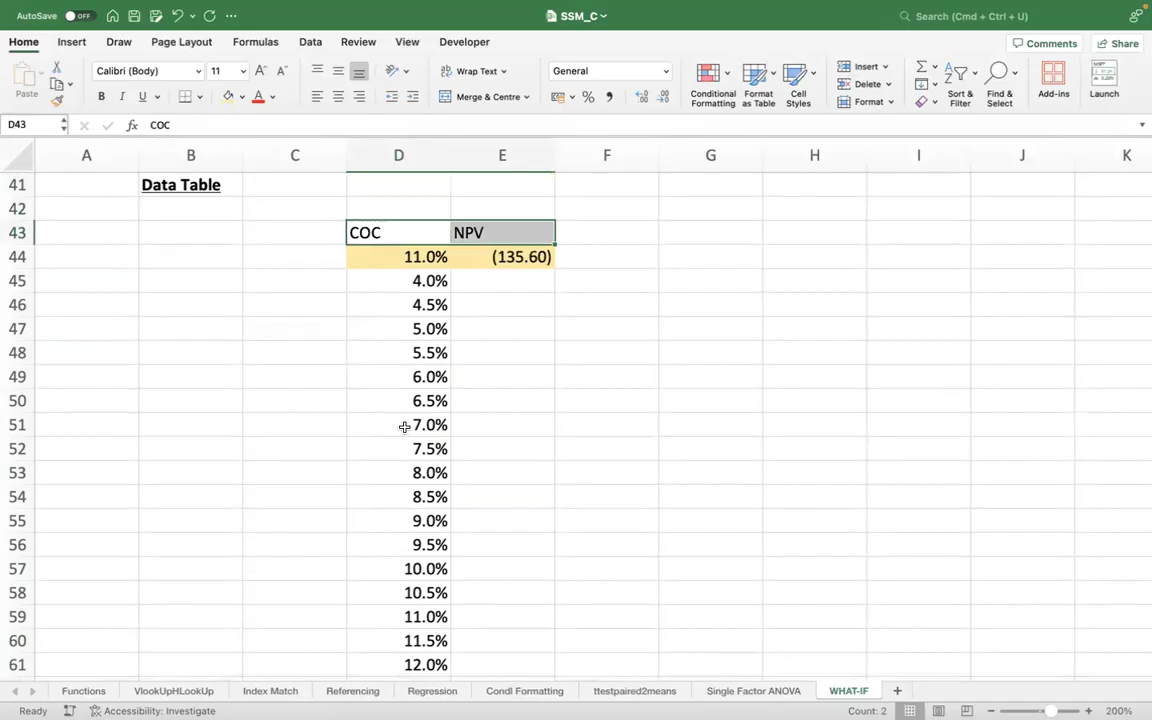 AutoSave OFF SSM_C Search (Cmd + Ctrl + U)
Home Insert Draw Page Layout Formulas Data Review View Developer Comments Share
Paste Calibri (Body) 11 A A Wrap Text General Conditional Formatting Format as Table Cell Styles Insert Sort & Filter Find & Select Add-ins Launch
B I U A Merge & Centre % Delete
Format
D43 fx COC
A B C D E F G H I J K
41 Data Table
42
43 COC NPV
44 11.0% (135.60)
45 4.0%
46 4.5%
47 5.0%
48 5.5%
49 6.0%
50 6.5%
51 7.0%
52 7.5%
53 8.0%
54 8.5%
55 9.0%
56 9.5%
57 10.0%
58 10.5%
59 11.0%
60 11.5%
61 12.0%
Functions VlookUpHLookUp Index Match Referencing Regression Condl Formatting ttestpaired2means Single Factor ANOVA WHAT-IF
Ready Accessibility: Investigate Count: 2 200%